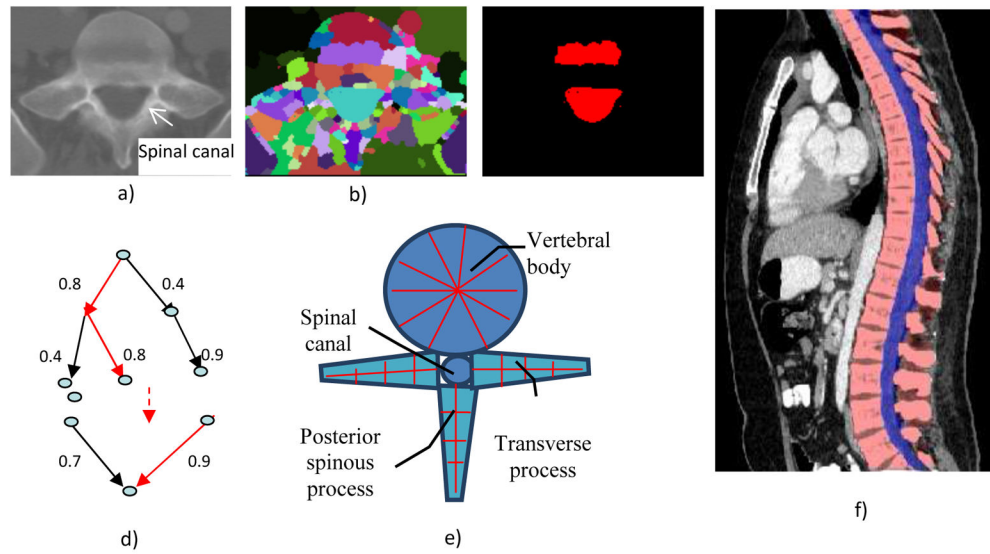 Spinal canal
a)
b)
0.8
0.4
0.4
0.8
0.9
0.7
0.9
d)
Vertebral
body
Spinal
canal
Posterior
spinous
process
Transverse
process
e)
f)